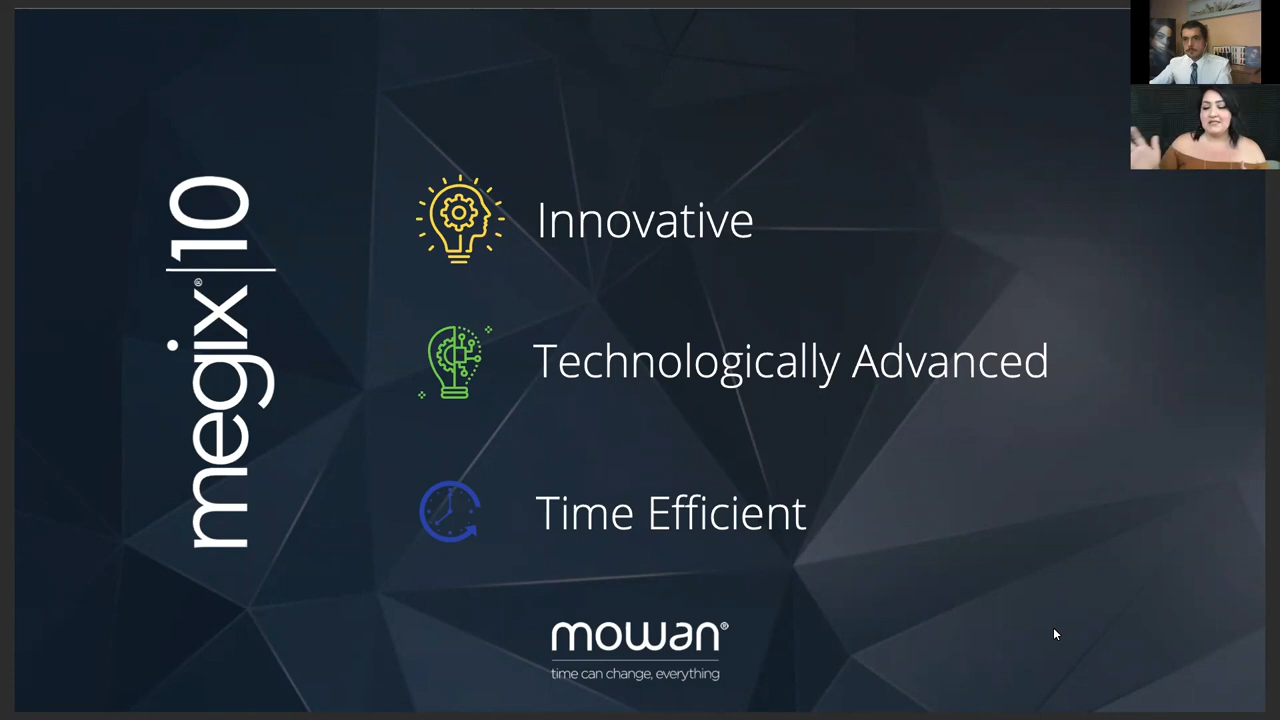 megix®|10
Innovative
Technologically Advanced
Time Efficient
mowan®
time can change, everything